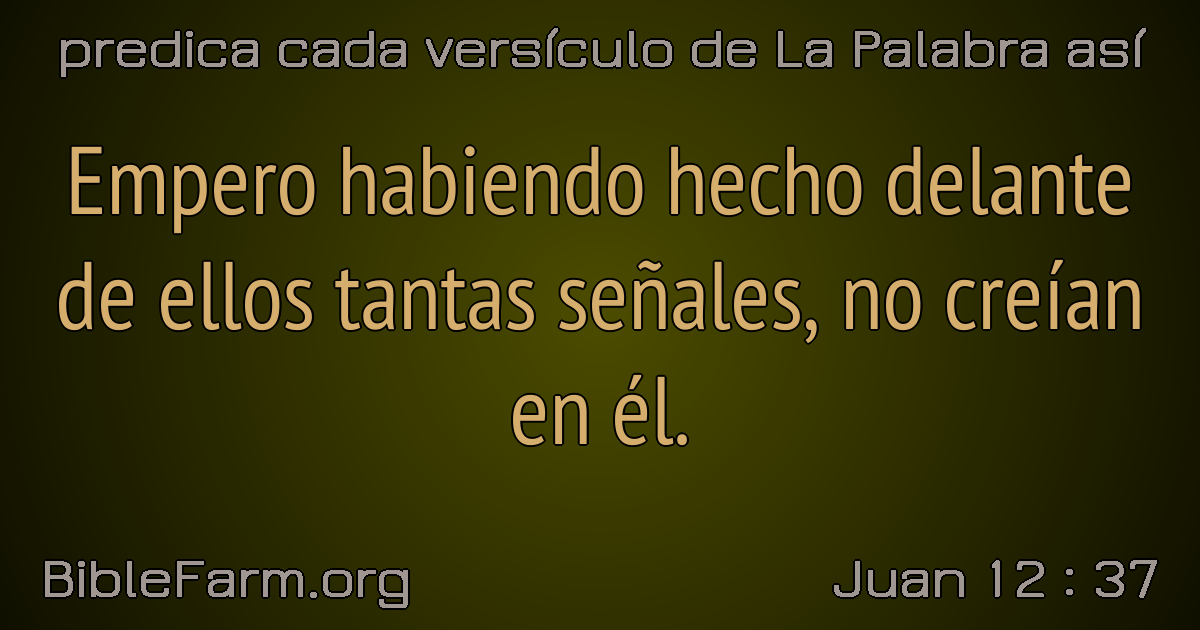 predica cada versículo de La Palabra así
Empero habiendo hecho delante
de ellos tantas señales, no creían
en él.
BibleFarm.org
Juan 12 : 37